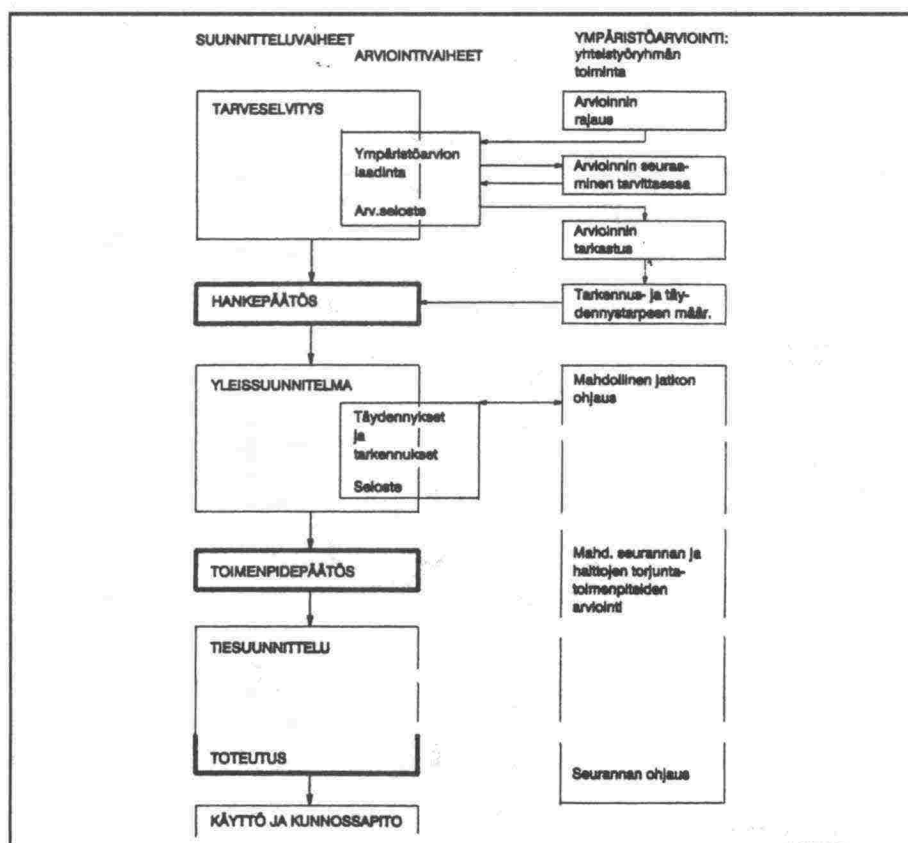 SUUNNITTELUVAIHEET
ARVIOINTIVAIHEET
YMPÄRISTÖARVIOINTI:
yhteistyöryhmän
toiminta
TARVESELVITYS
Arvioinnin
rajaus
Ympäristöarvion
laadinta
Arv.seloste
Arvioinnin seuraa-
minen tarvittaessa
Arvioinnin
tarkastus
HANKEPÄÄTÖS
Tarkennus- ja täy-
dennystarpeen määr.
YLEISSUUNNITELMA
Mahdollinen jatkon
ohjaus
Täydennykset
ja
tarkennukset
Seloste
TOIMENPIDEPÄÄTÖS
Mahd. seurannan ja
haittojen torjunta-
toimenpiteiden
arviointi
TIESUUNNITTELU
TOTEUTUS
Seurannan ohjaus
KÄYTTÖ JA KUNNOSSAPITO